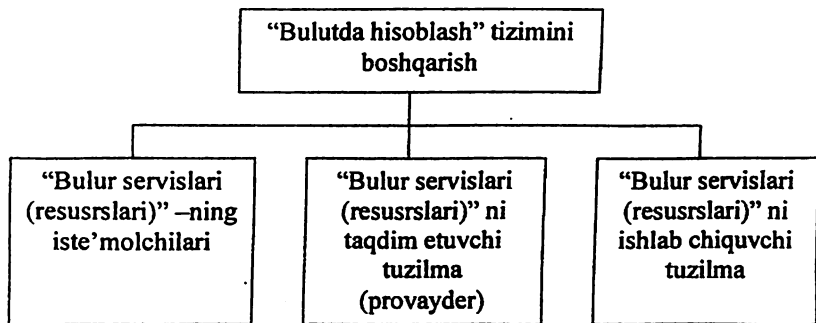 “Bulutda hisoblash” tizimini
boshqarish
“Bulur servislari
(resusrslari)” –ning
iste’molchilari
“Bulur servislari
(resusrslari)” ni
taqdim etuvchi
tuzilma
(provayder)
“Bulur servislari
(resusrslari)” ni
ishlab chiquvchi
tuzilma